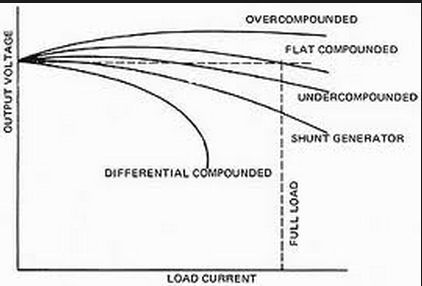 OVERCOMPOUNDED
FLAT COMPOUNDED
UNDERCOMPOUNDED
SHUNT GENERATOR
DIFFERENTIAL COMPOUNDED
OUTPUT VOLTAGE
FULL LOAD
LOAD CURRENT